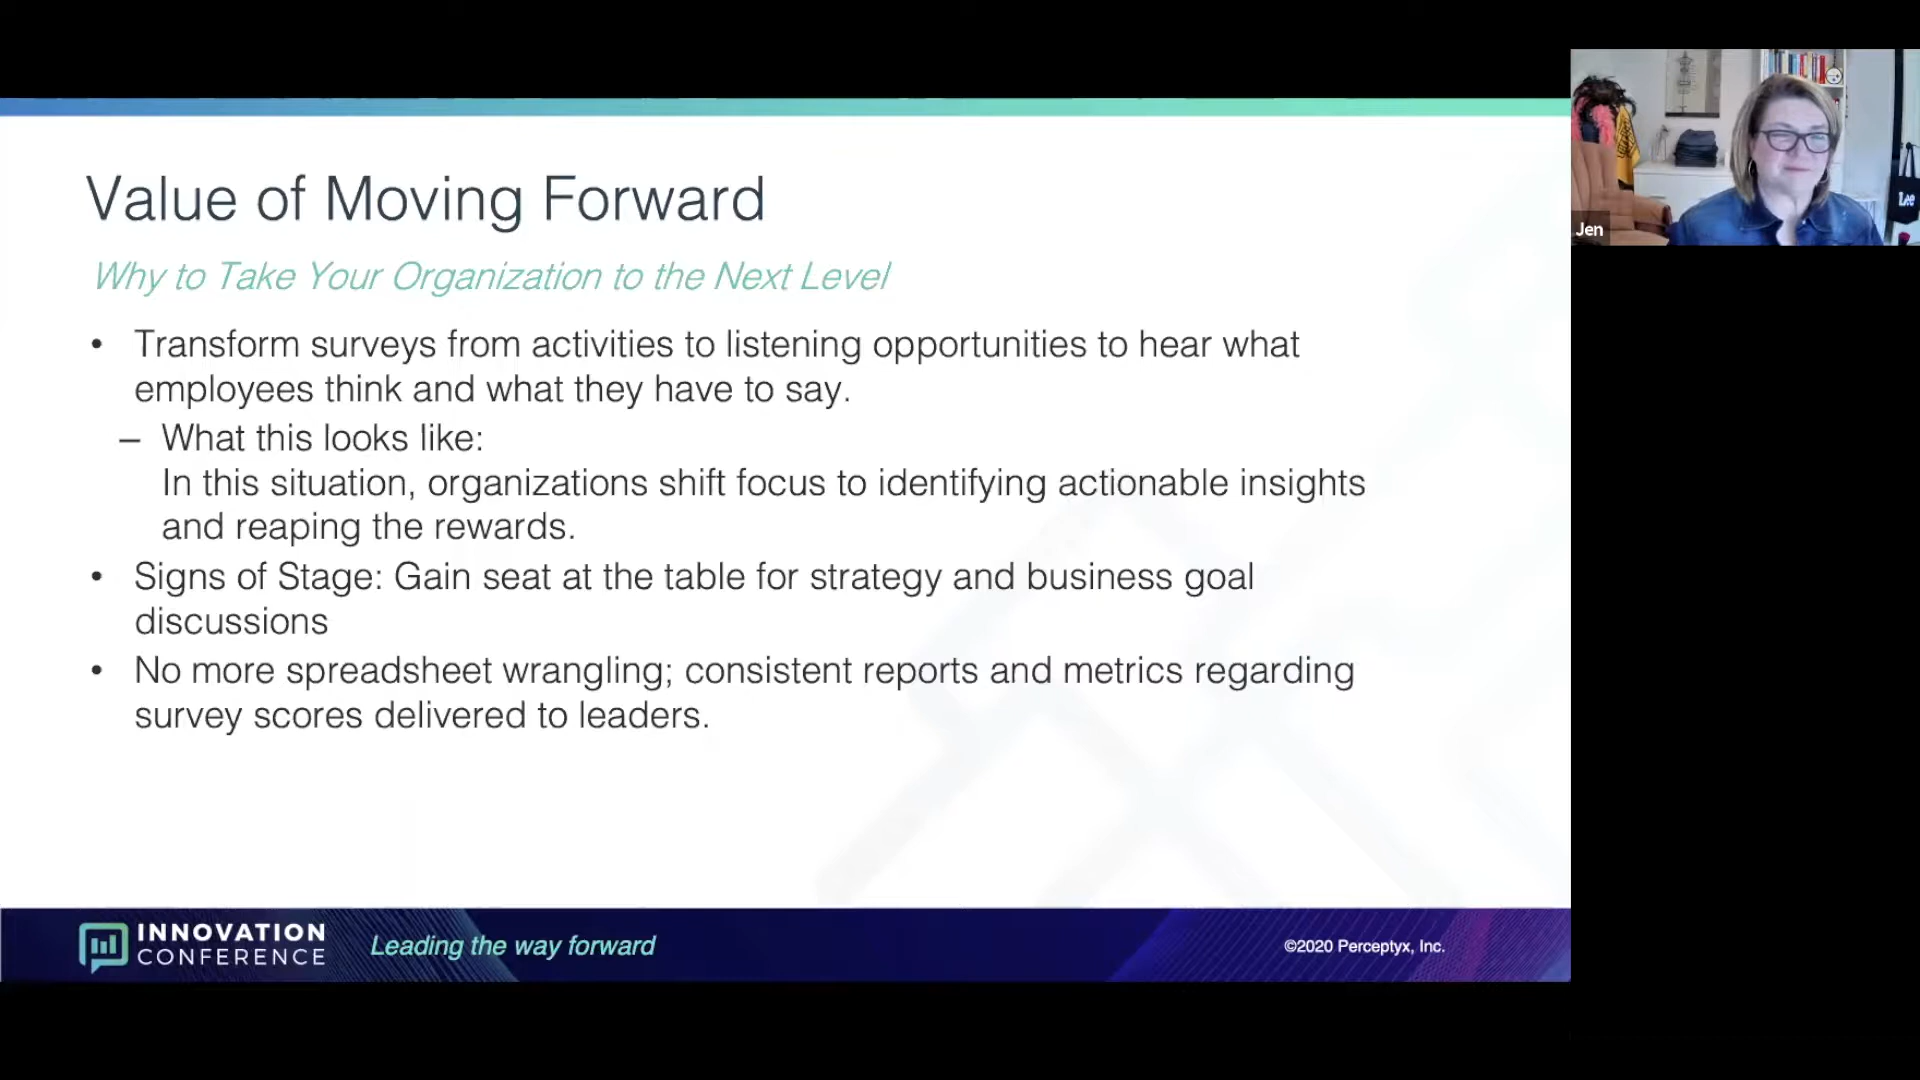 Value of Moving Forward
Why to Take Your Organization to the Next Level
• Transform surveys from activities to listening opportunities to hear what
employees think and what they have to say.
– What this looks like:
In this situation, organizations shift focus to identifying actionable insights
and reaping the rewards.
• Signs of Stage: Gain seat at the table for strategy and business goal
discussions
• No more spreadsheet wrangling; consistent reports and metrics regarding
survey scores delivered to leaders.
INNOVATION
CONFERENCE
Leading the way forward
©2020 Perceptyx, Inc.
Jen
Lee